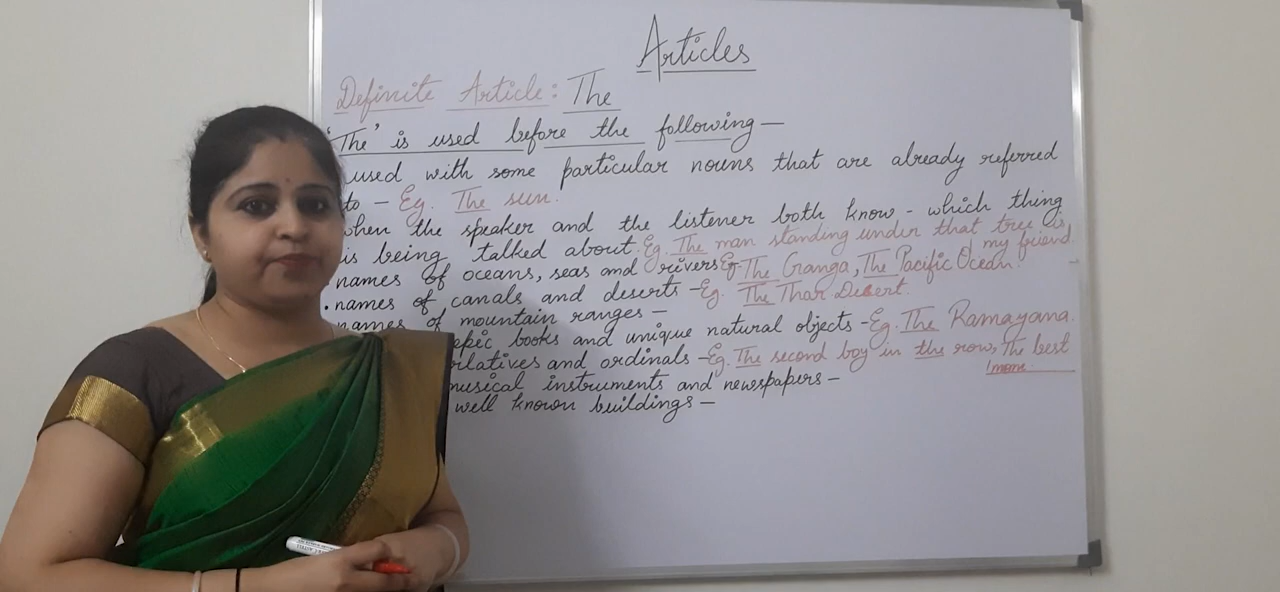 Articles
Definite Article: The
'The' is used before the following —
used with some particular nouns that are already referred
to — Eg. The sun.
when the speaker and the listener both know - which thing
is being talked about. Eg. The man standing under that tree is my friend
• names of oceans, seas and rivers Eg The Ganga, The Pacific Ocean.
• names of canals and deserts — Eg. The Thar Desert.
names of mountain ranges —
epic books and unique natural objects - Eg. The Ramayana.
rlatives and ordinals — Eg. The second boy in the row, The best
mom
musical instruments and newspapers —
well known buildings —